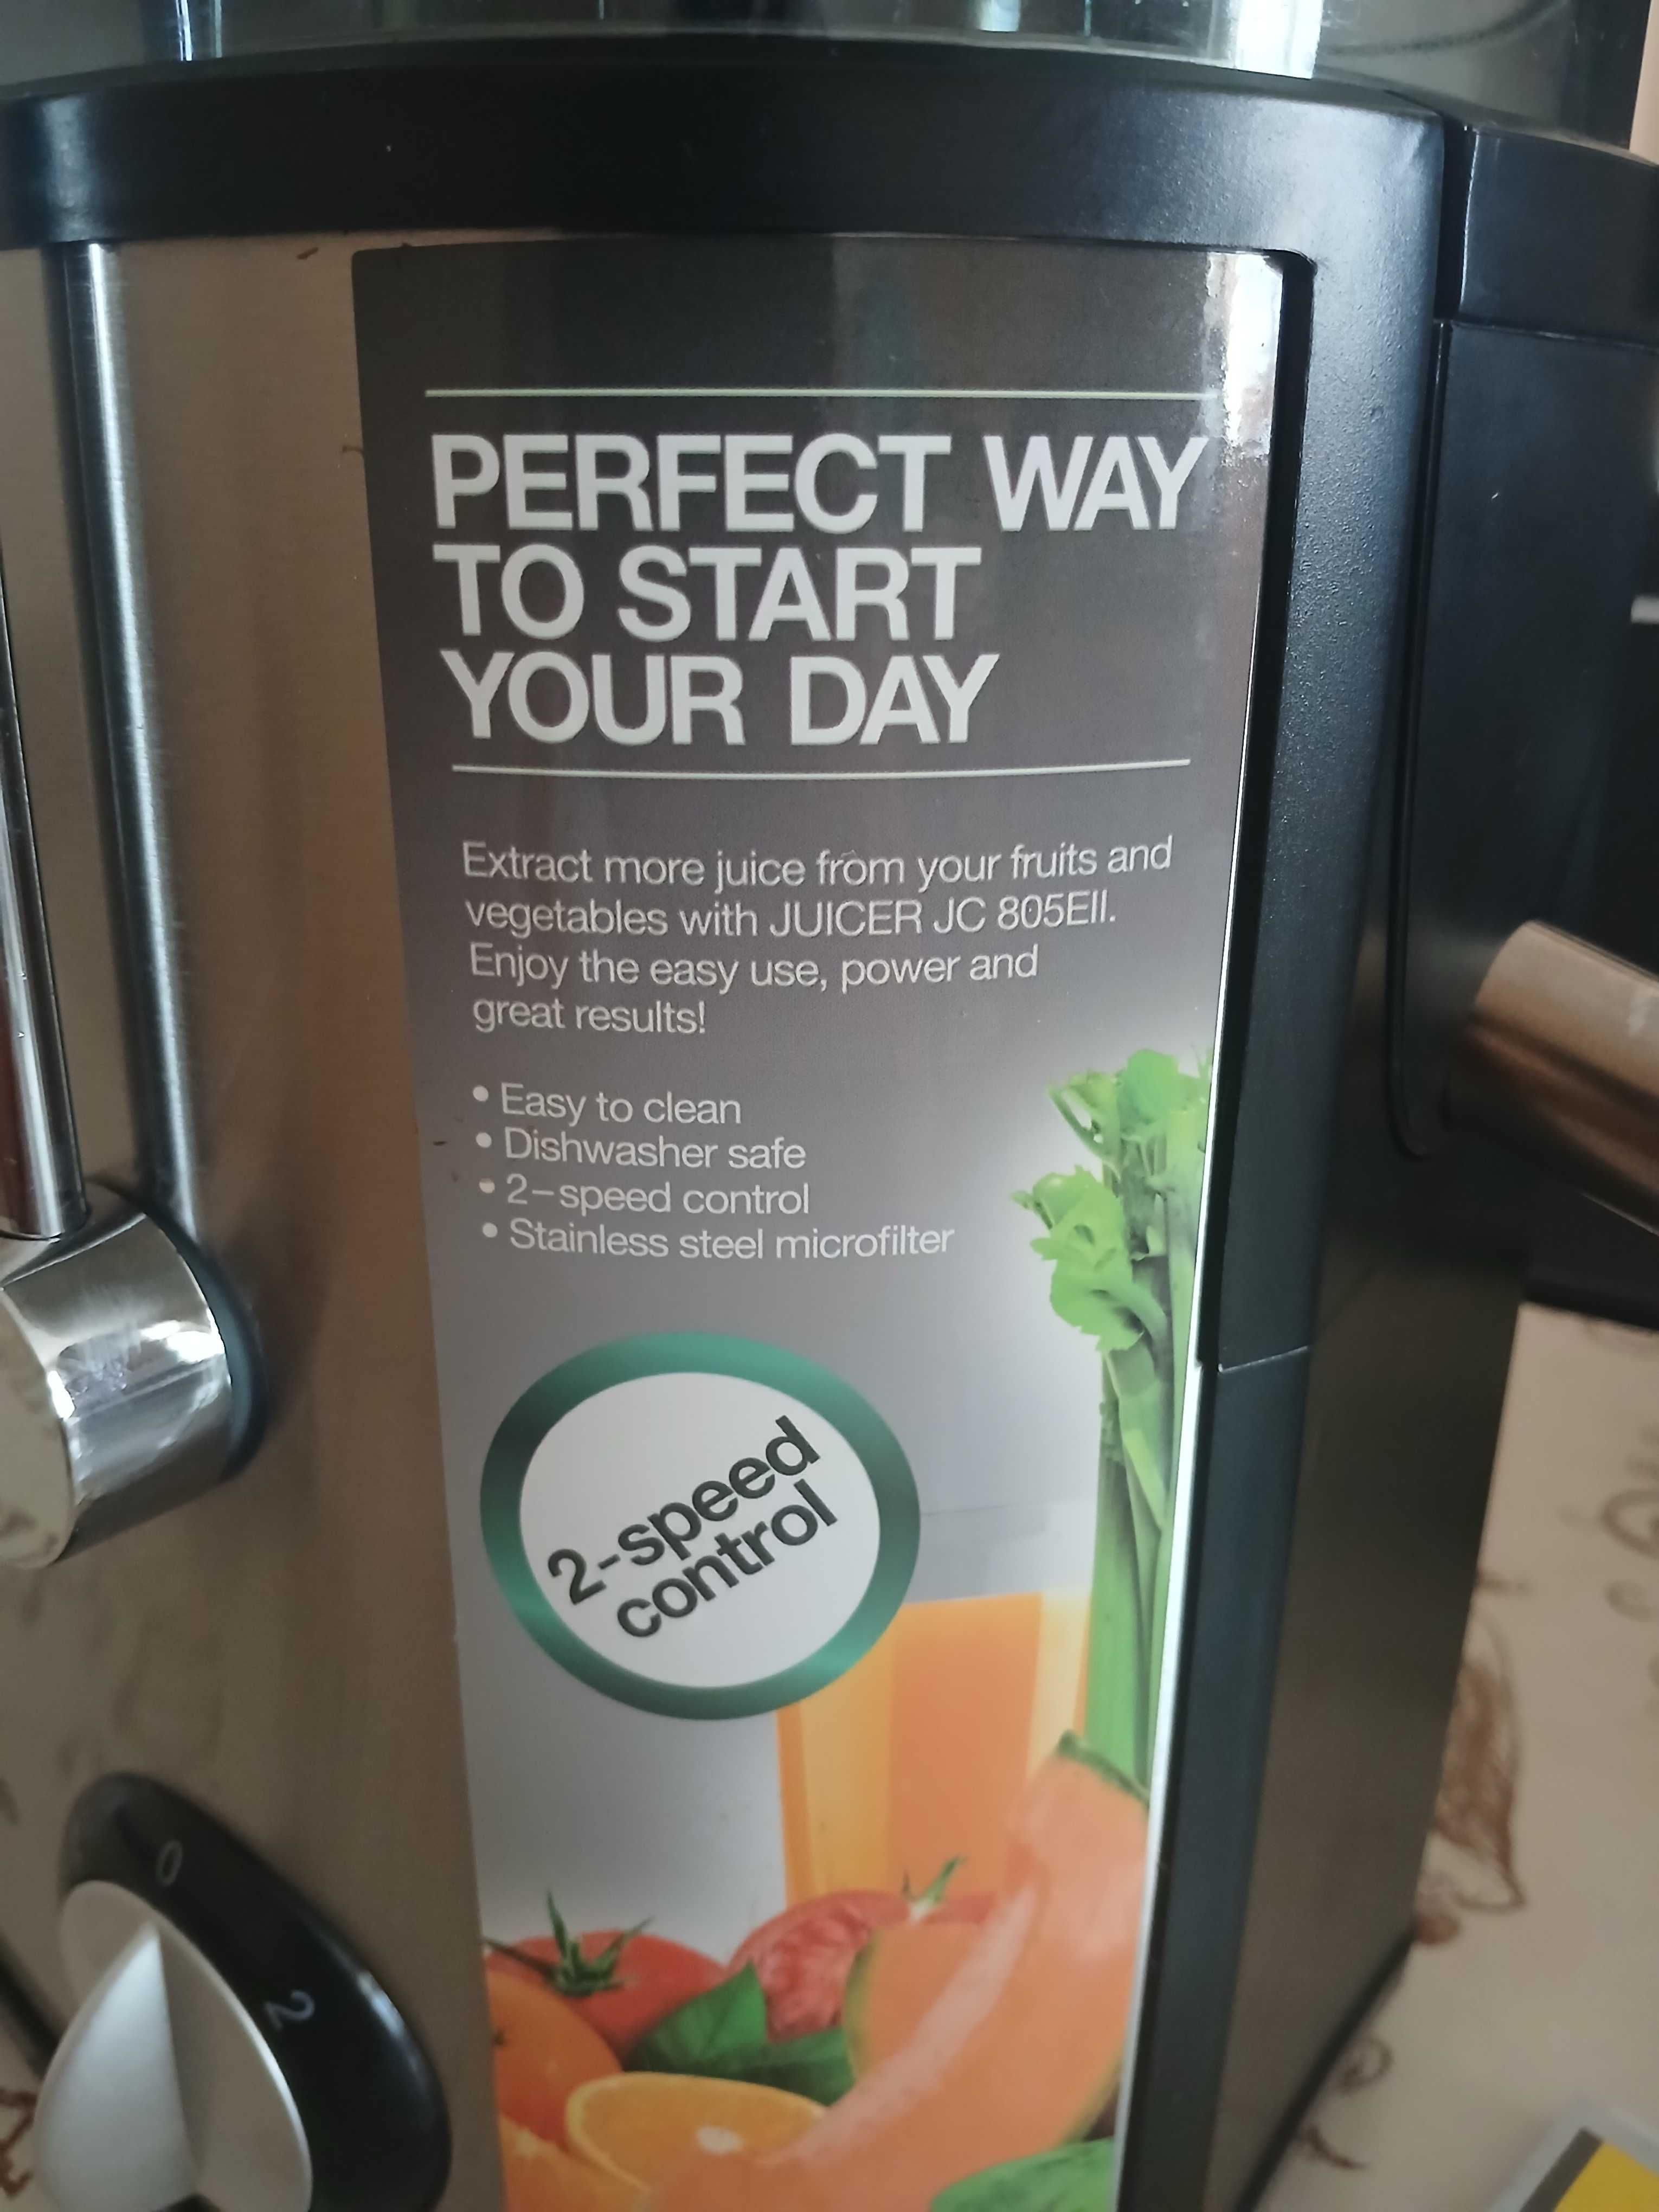 PERFECT WAY
TO START
YOUR DAY
Extract more juice from your fruits and
vegetables with JUICER JC 805EII.
Enjoy the easy use, power and
great results!
• Easy to clean
• Dishwasher safe
• 2-speed control
• Stainless steel microfilter
2-speed
control
0
2